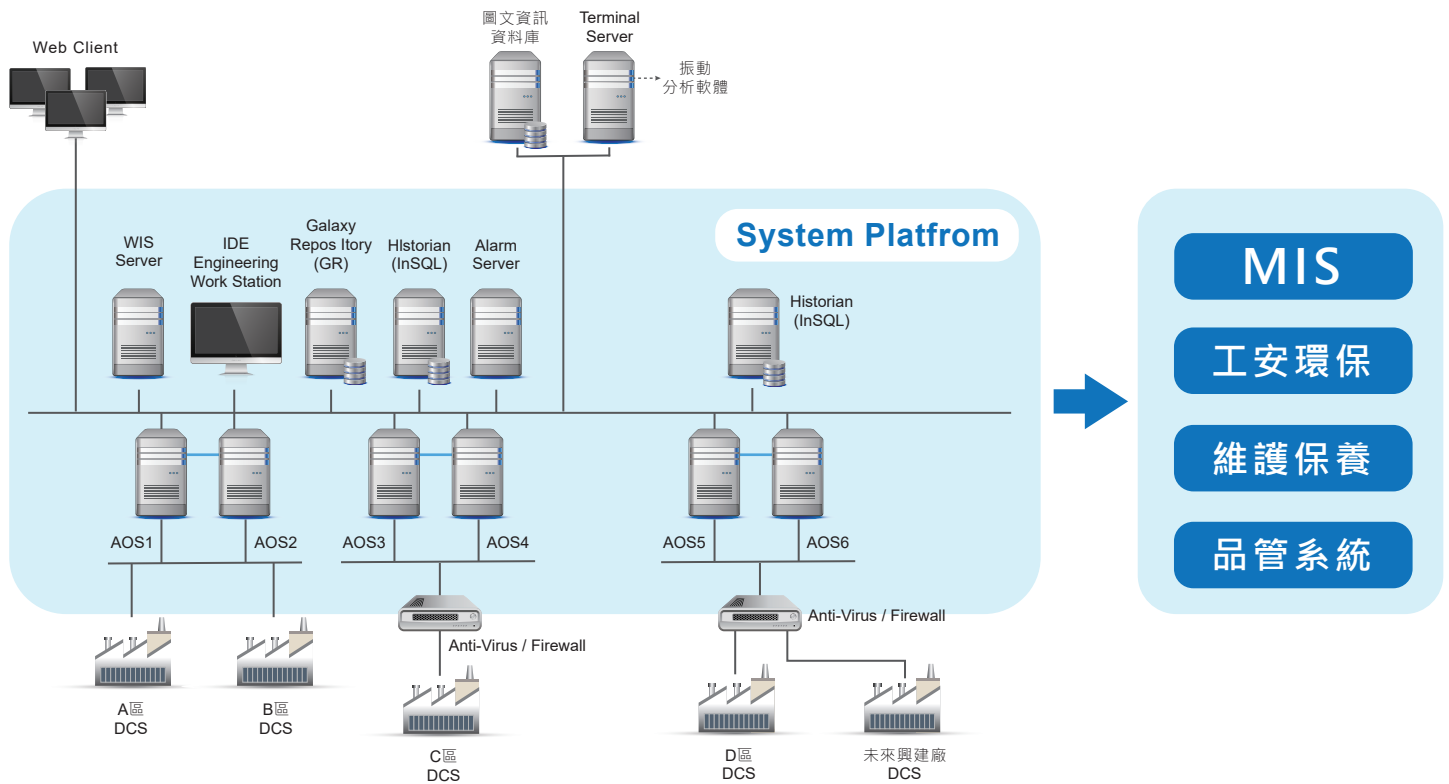 圖文資訊
資料庫
Terminal
Server
Web Client
振動
分析軟體
System Platfrom
WIS
Server
IDE
Engineering
Work Station
Galaxy
Repos Itory
(GR)
HIstorian
(InSQL)
Alarm
Server
Historian
(InSQL)
MIS
工安環保
維護保養
品管系統
AOS1
AOS2
AOS3
AOS4
AOS5
AOS6
Anti-Virus / Firewall
Anti-Virus / Firewall
A區
DCS
B區
DCS
C區
DCS
D區
DCS
未來興建廠
DCS